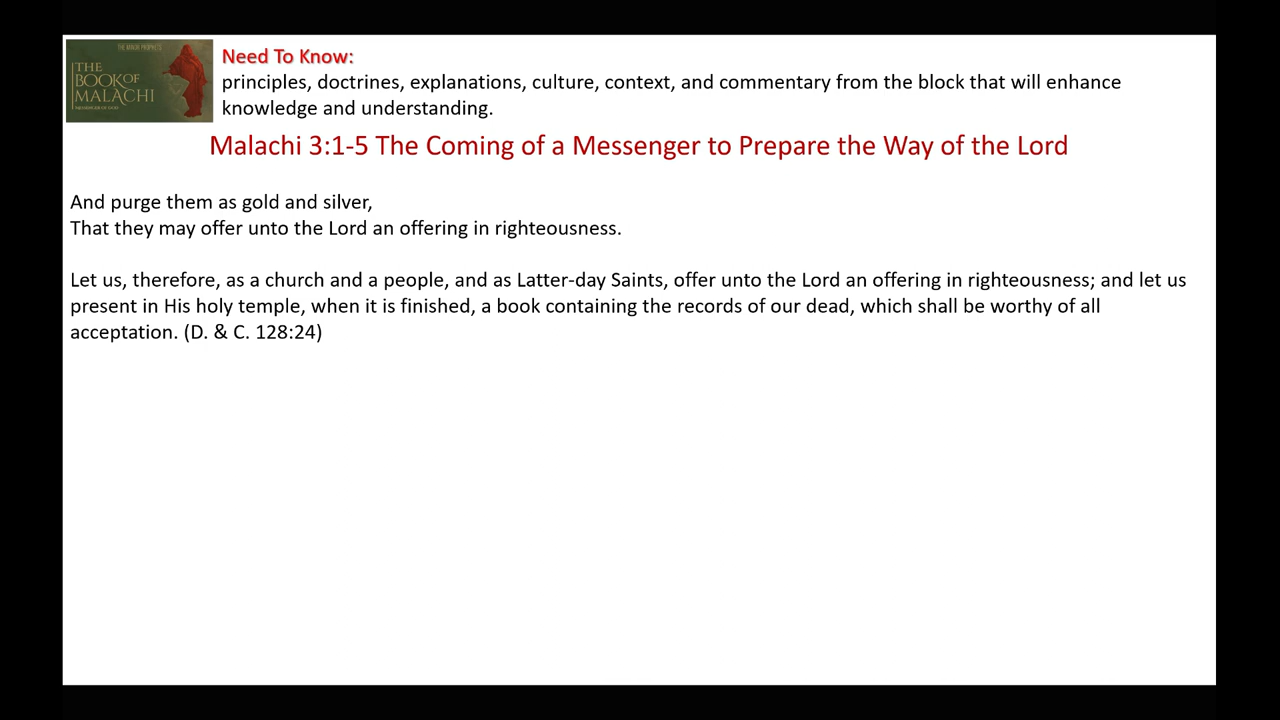 THE MINOR PROPHETS
THE
BOOK OF
MALACHI
Need To Know:
principles, doctrines, explanations, culture, context, and commentary from the block that will enhance
knowledge and understanding.
Malachi 3:1-5 The Coming of a Messenger to Prepare the Way of the Lord
And purge them as gold and silver,
That they may offer unto the Lord an offering in righteousness.
Let us, therefore, as a church and a people, and as Latter-day Saints, offer unto the Lord an offering in righteousness; and let us
present in His holy temple, when it is finished, a book containing the records of our dead, which shall be worthy of all
acceptation. (D. & C. 128:24)